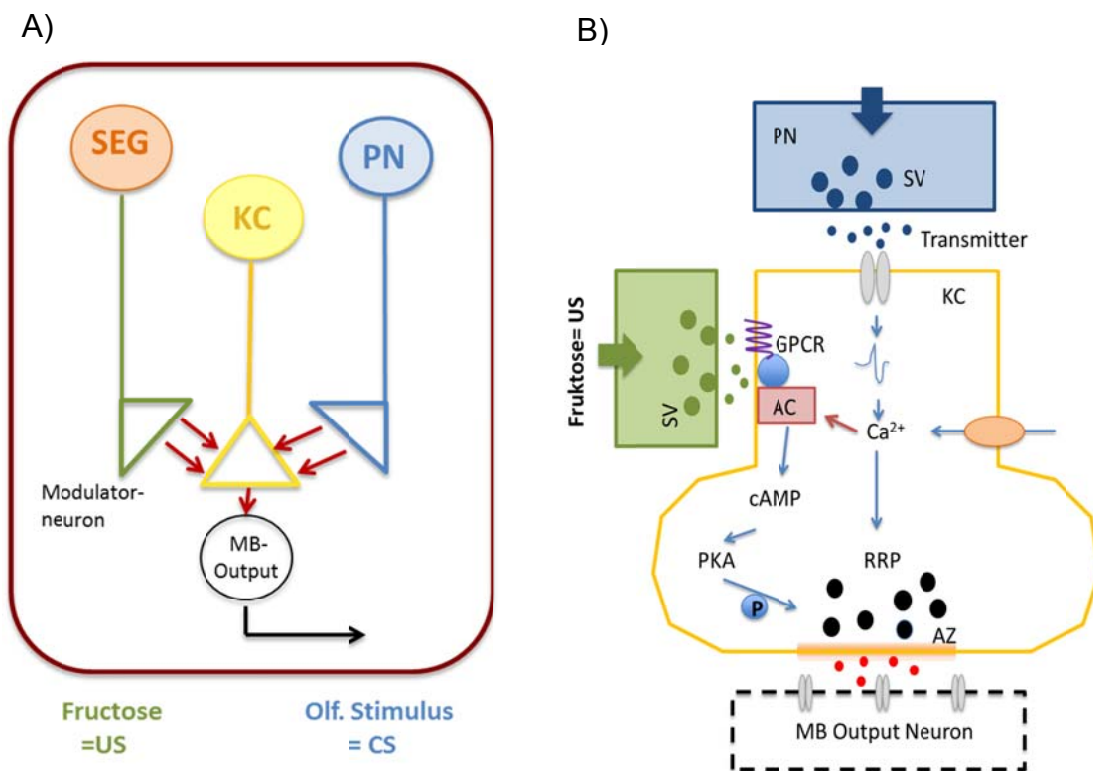 A)
SEG
PN
KC
Modulator-
neuron
MB-
Output
Fructose
=US
Olf. Stimulus
= CS
B)
PN
SV
Transmitter
KC
Fruktose= US
SV
GPCR
AC
Ca²⁺
cAMP
PKA
P
RRP
AZ
MB Output Neuron